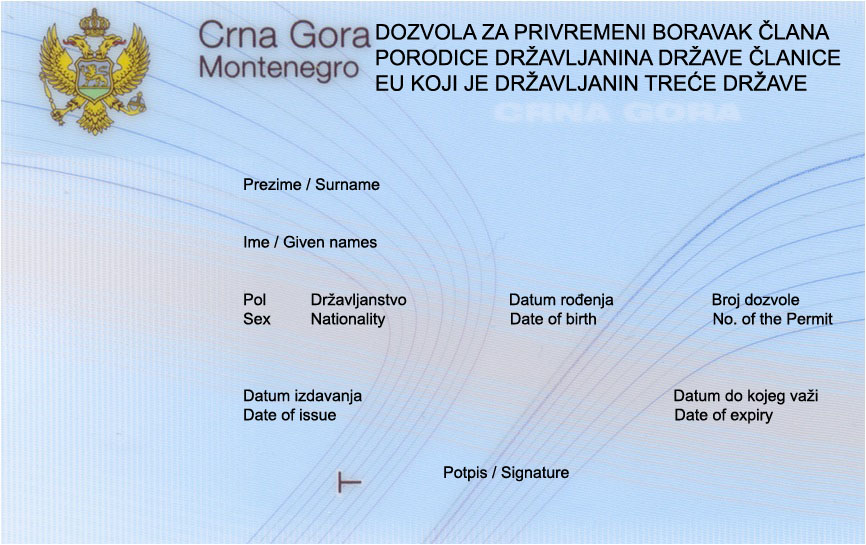 Crna Gora
Montenegro
DOZVOLA ZA PRIVREMENI BORAVAK ČLANA
PORODICE DRŽAVLJANINA DRŽAVE ČLANICE
EU KOJI JE DRŽAVLJANIN TREĆE DRŽAVE
CRNA GORA
Prezime / Surname
Ime / Given names
Pol Državljanstvo Datum rođenja Broj dozvole
Sex Nationality Date of birth No. of the Permit
Datum izdavanja Datum do kojeg važi
Date of issue Date of expiry
Potpis / Signature